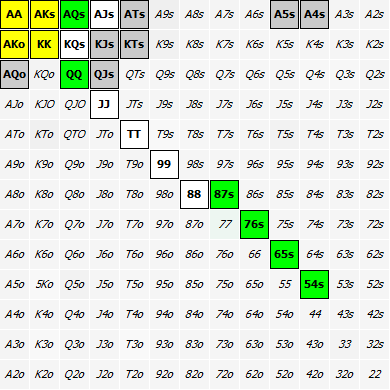 AA AKs AQs AJs ATs A9s A8s A7s A6s A5s A4s A3s A2s
AKo KK KQs KJs KTs K9s K8s K7s K6s K5s K4s K3s K2s
AQo KQo QQ QJs QTs Q9s Q8s Q7s Q6s Q5s Q4s Q3s Q2s
AJo KJO QJO JJ JTs J9s J8s J7s J6s J5s J4s J3s J2s
ATo KTo QTO JTo TT T9s T8s T7s T6s T5s T4s T3s T2s
A9o K9o Q9o J9o T9o 99 98s 97s 96s 95s 94s 93s 92s
A8o K8o Q8o J8o T8o 98o 88 87s 86s 85s 84s 83s 82s
A7o K7o Q7o J7o T7o 97o 87o 77 76s 75s 74s 73s 72s
A6o K6o Q6o J6o T6o 96o 86o 76o 66 65s 64s 63s 62s
A5o 5Ko Q5o J5o T5o 95o 85o 75o 65o 55 54s 53s 52s
A4o K4o Q4o J4o T4o 94o 84o 74o 64o 54o 44 43s 42s
A3o K3o Q3o J3o T3o 93o 83o 73o 63o 53o 43o 33 32s
A2o K2o Q2o J2o T2o 92o 82o 72o 62o 52o 42o 32o 22